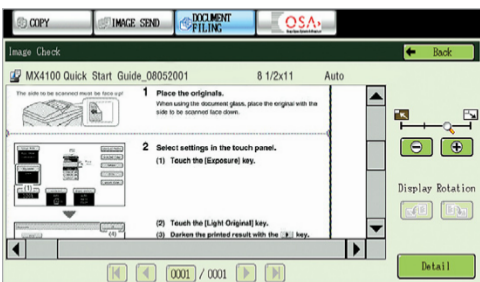 COPY
IMAGE SEND
DOCUMENT
FILING
OSA
Image Check
Back
MX4100 Quick Start Guide_08052001
8 1/2x11
Auto
The side to be scanned must be face up!
1 Place the originals.
When using the document glass, place the original with the
side to be scanned face down.
2 Select settings in the touch panel.
(1) Touch the [Exposure] key.
(1)
(4)
(2) Touch the [Light Original] key.
(3) Darken the printed result with the key.
Display Rotation
0001 / 0001
Detail